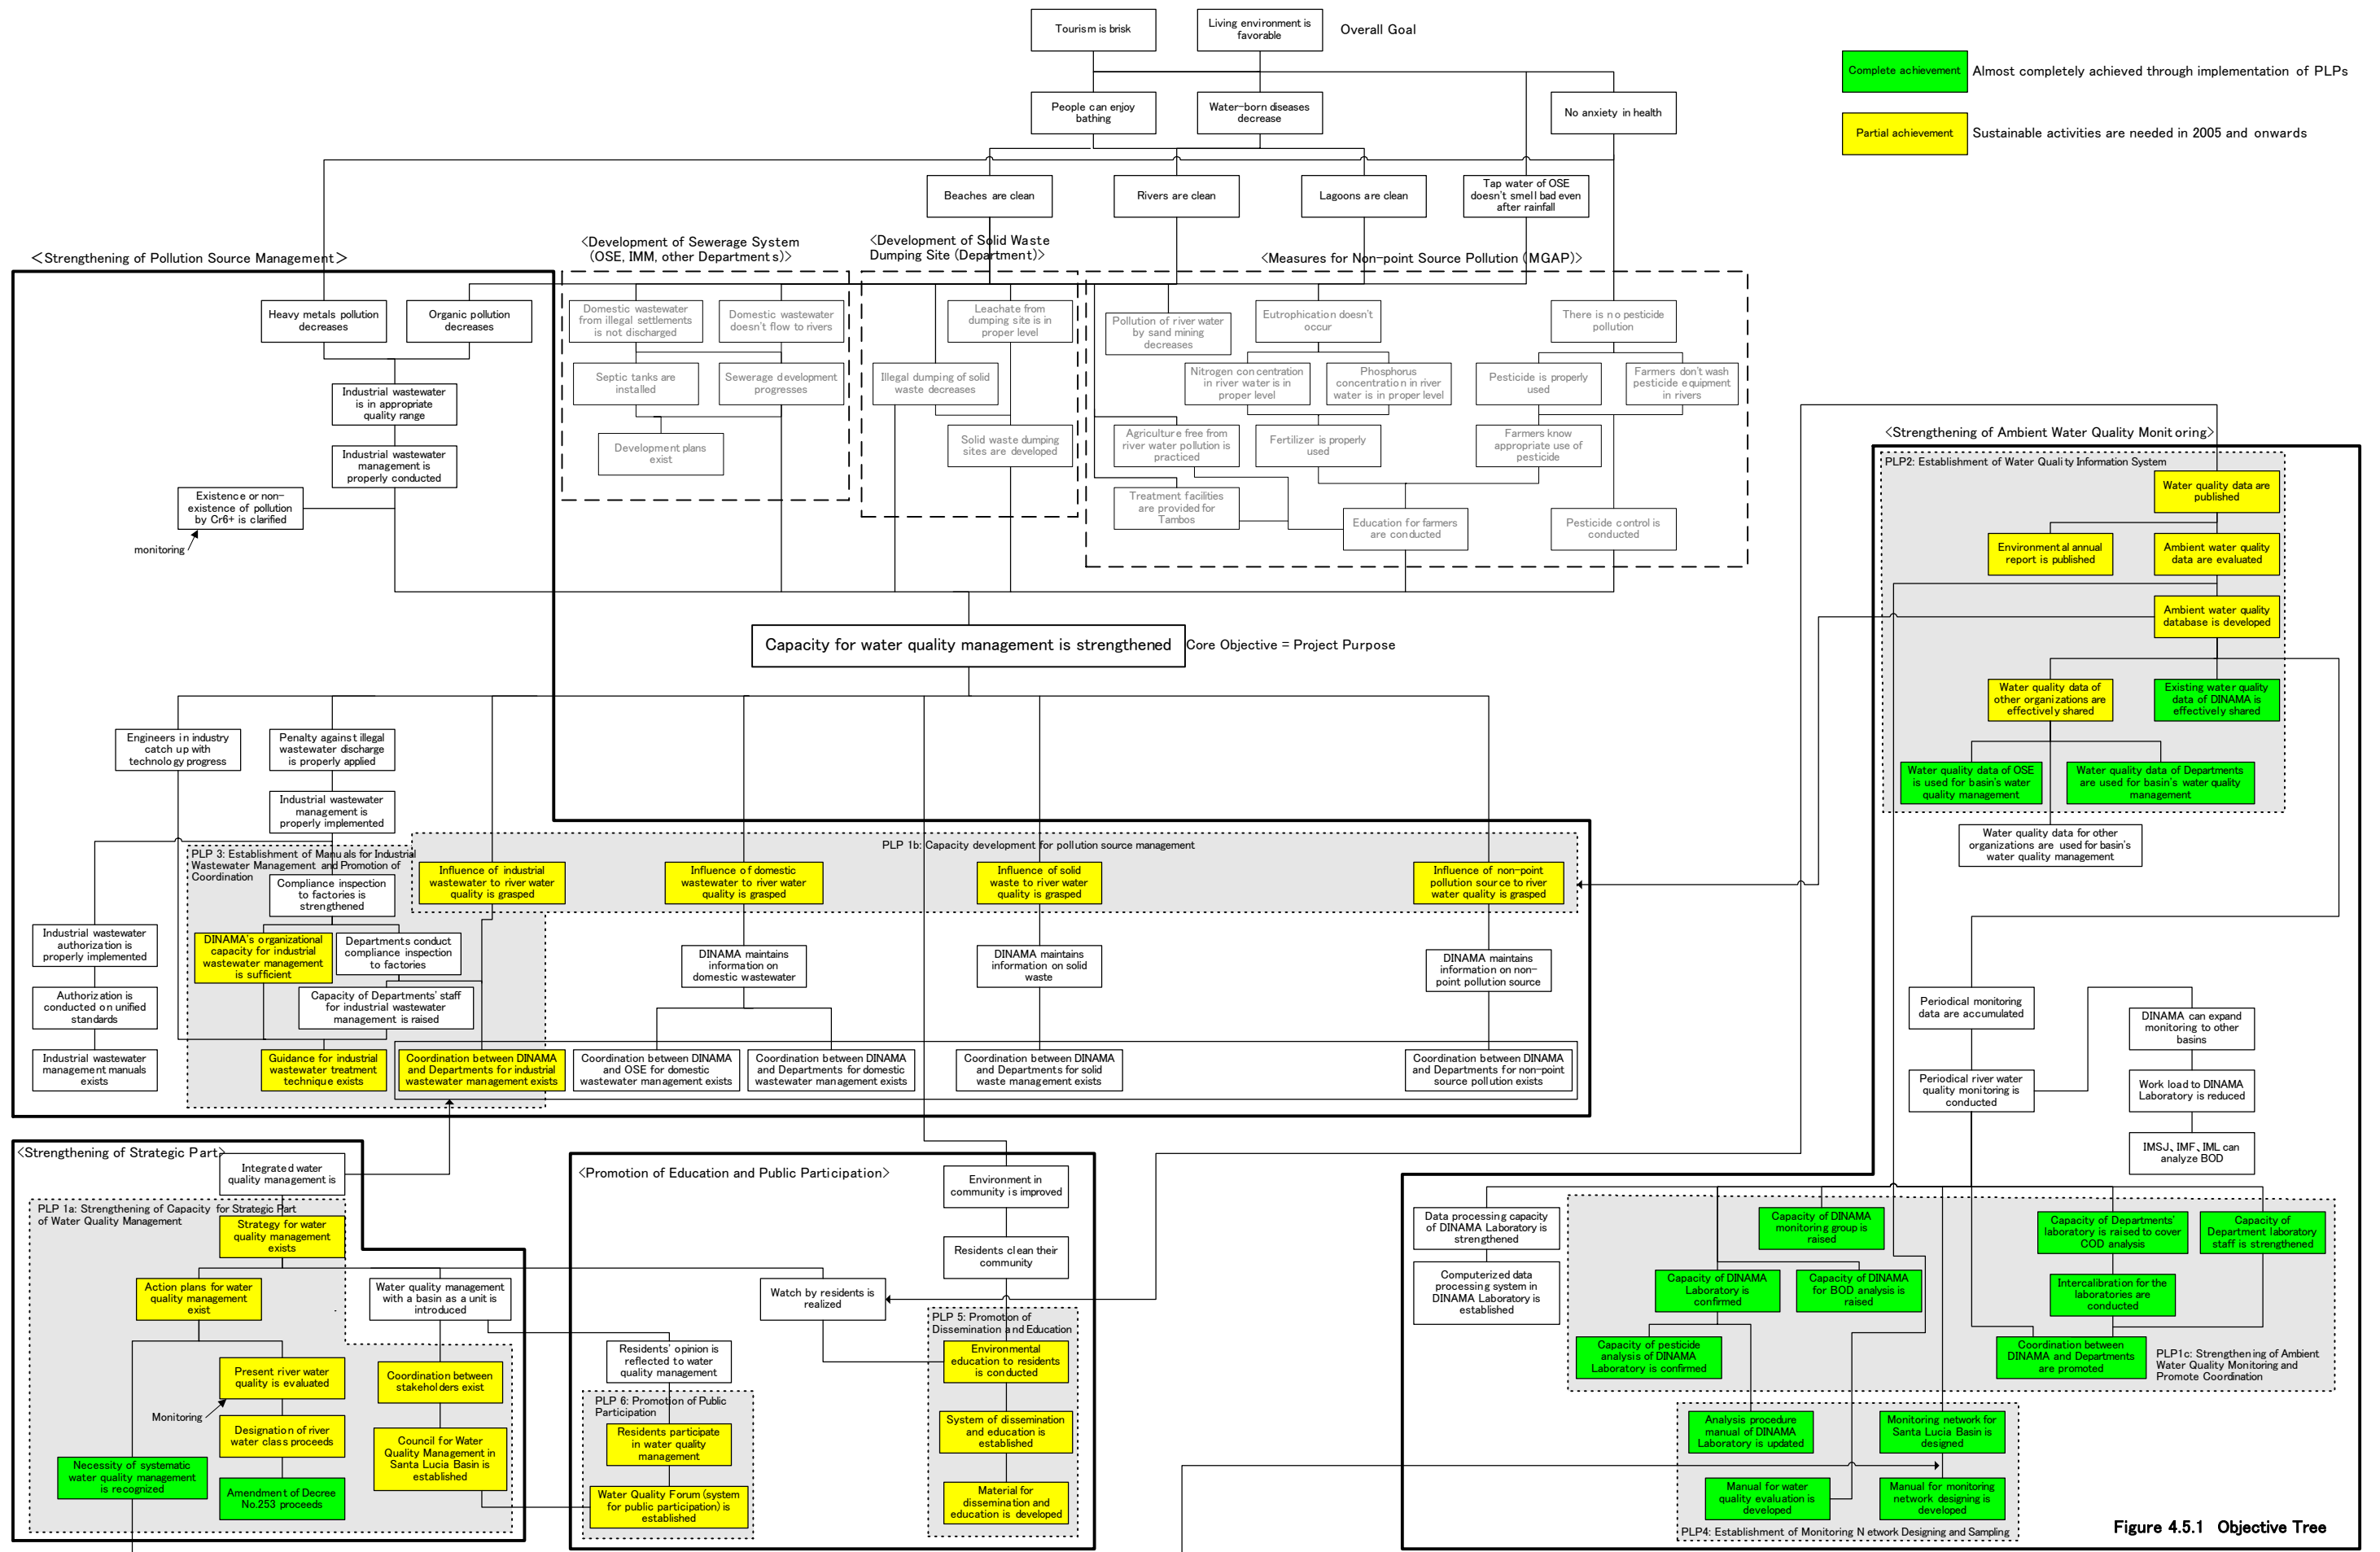 Tourism is brisk
Living environment is
favorable
Overall Goal
Complete achievement
Almost completely achieved through implementation of PLPs
Partial achievement
Sustainable activities are needed in 2005 and onwards
People can enjoy
bathing
Water-born diseases
decrease
No anxiety in health
Beaches are clean
Rivers are clean
Lagoons are clean
Tap water of OSE
doesn't smell bad even
after rainfall
<Strengthening of Pollution Source Management>
<Development of Sewerage System
(OSE, IMM, other Departments)>
<Development of Solid Waste
Dumping Site (Department)>
<Measures for Non-point Source Pollution (MGAP)>
Heavy metals pollution
decreases
Organic pollution
decreases
Industrial wastewater
is in appropriate
quality range
Industrial wastewater
management is
properly conducted
Existence or non-
existence of pollution
by Cr6+ is clarified
monitoring
Domestic wastewater
from illegal settlements
is not discharged
Domestic wastewater
doesn't flow to rivers
Septic tanks are
installed
Sewerage development
progresses
Development plans
exist
Leachate from
dumping site is in
proper level
Illegal dumping of solid
waste decreases
Solid waste dumping
sites are developed
Pollution of river water
by sand mining
decreases
Eutrophication doesn't
occur
There is no pesticide
pollution
Nitrogen concentration
in river water is in
proper level
Phosphorus
concentration in river
water is in proper level
Pesticide is properly
used
Farmers don't wash
pesticide equipment
in rivers
Agriculture free from
river water pollution is
practiced
Fertilizer is properly
used
Farmers know
appropriate use of
pesticide
Treatment facilities
are provided for
Tambos
Education for farmers
are conducted
Pesticide control is
conducted
<Strengthening of Ambient Water Quality Monitoring>
PLP2: Establishment of Water Quality Information System
Water quality data are
published
Environmental annual
report is published
Ambient water quality
data are evaluated
Ambient water quality
database is developed
Water quality data of
other organizations are
effectively shared
Existing water quality
data of DINAMA is
effectively shared
Water quality data of OSE
is used for basin's water
quality management
Water quality data of Departments
are used for basin's water quality
management
Water quality data for other
organizations are used for basin's
water quality management
Capacity for water quality management is strengthened
Core Objective = Project Purpose
Engineers in industry
catch up with
technology progress
Penalty against illegal
wastewater discharge
is properly applied
Industrial wastewater
management is
properly implemented
PLP 3: Establishment of Manuals for Industrial
Wastewater Management and Promotion of
Coordination
Compliance inspection
to factories is
strengthened
PLP 1b: Capacity development for pollution source management
Influence of industrial
wastewater to river water
quality is grasped
Influence of domestic
wastewater to river water
quality is grasped
Influence of solid
waste to river water
quality is grasped
Influence of non-point
pollution source to river
water quality is grasped
Industrial wastewater
authorization is
properly implemented
DINAMA's organizational
capacity for industrial
wastewater management
is sufficient
Departments conduct
compliance inspection
to factories
DINAMA maintains
information on
domestic wastewater
DINAMA maintains
information on solid
waste
DINAMA maintains
information on non-
point pollution source
Authorization is
conducted on unified
standards
Capacity of Departments' staff
for industrial wastewater
management is raised
Industrial wastewater
management manuals
exists
Guidance for industrial
wastewater treatment
technique exists
Coordination between DINAMA
and Departments for industrial
wastewater management exists
Coordination between DINAMA
and OSE for domestic
wastewater management exists
Coordination between DINAMA
and Departments for domestic
wastewater management exists
Coordination between DINAMA
and Departments for solid
waste management exists
Coordination between DINAMA
and Departments for non-point
source pollution exists
Periodical monitoring
data are accumulated
DINAMA can expand
monitoring to other
basins
Periodical river water
quality monitoring is
conducted
Work load to DINAMA
Laboratory is reduced
IMSJ、IMF、IML can
analyze BOD
<Strengthening of Strategic Part>
Integrated water
quality management is
PLP 1a: Strengthening of Capacity for Strategic Part
of Water Quality Management
Strategy for water
quality management
exists
Action plans for water
quality management
exist
Water quality management
with a basin as a unit is
introduced
Present river water
quality is evaluated
Monitoring
Coordination between
stakeholders exist
Designation of river
water class proceeds
Council for Water
Quality Management in
Santa Lucia Basin is
established
Necessity of systematic
water quality management
is recognized
Amendment of Decree
No.253 proceeds
<Promotion of Education and Public Participation>
Environment in
community is improved
Residents clean their
community
Watch by residents is
realized
PLP 5: Promotion of
Dissemination and Education
Residents' opinion is
reflected to water
quality management
Environmental
education to residents
is conducted
PLP 6: Promotion of Public
Participation
Residents participate
in water quality
management
System of dissemination
and education is
established
Water Quality Forum (system
for public participation) is
established
Material for
dissemination and
education is developed
Data processing capacity
of DINAMA Laboratory is
strengthened
Computerized data
processing system in
DINAMA Laboratory is
established
Capacity of DINAMA
monitoring group is
raised
Capacity of Departments'
laboratory is raised to cover
COD analysis
Capacity of
Department laboratory
staff is strengthened
Capacity of DINAMA
Laboratory is
confirmed
Capacity of DINAMA
for BOD analysis is
raised
Intercalibration for the
laboratories are
conducted
Capacity of pesticide
analysis of DINAMA
Laboratory is confirmed
Coordination between
DINAMA and Departments
are promoted
PLP1c: Strengthening of Ambient
Water Quality Monitoring and
Promote Coordination
Analysis procedure
manual of DINAMA
Laboratory is updated
Monitoring network for
Santa Lucia Basin is
designed
Manual for water
quality evaluation is
developed
Manual for monitoring
network designing is
developed
PLP4: Establishment of Monitoring Network Designing and Sampling
Figure 4.5.1 Objective Tree